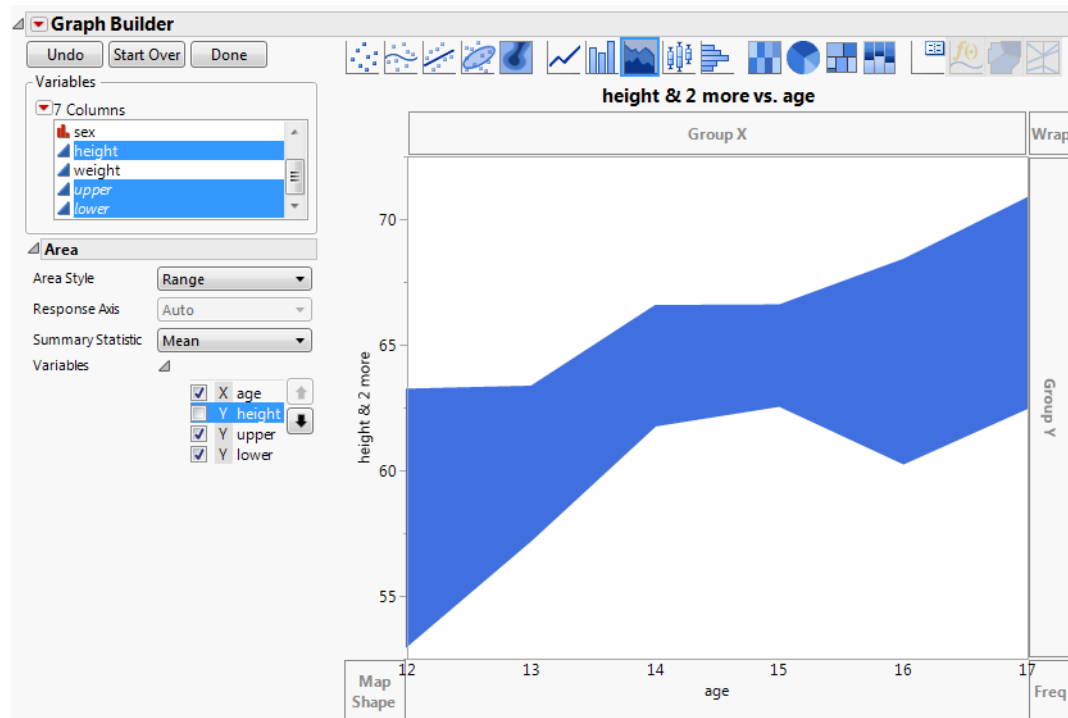 Graph Builder
Undo Start Over Done
Variables
7 Columns
sex
height
weight
upper
lower
Area
Area Style Range
Response Axis Auto
Summary Statistic Mean
Variables
X age
Y height
Y upper
Y lower
f(θ)
height & 2 more vs. age
Group X
Wrap
height & 2 more
70
65
60
55
Group Y
12 13 14 15 16 17
age
Map
Shape
Freq